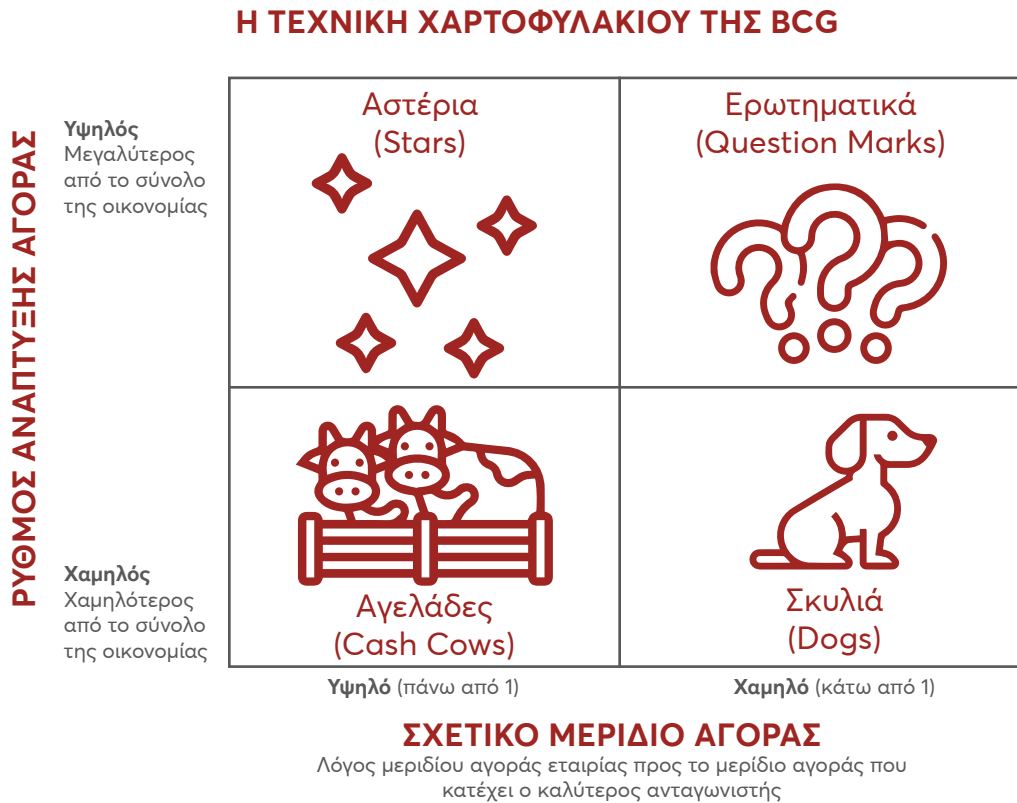 Η ΤΕΧΝΙΚΗ ΧΑΡΤΟΦΥΛΑΚΙΟΥ ΤΗΣ BCG
ΡΥΘΜΟΣ ΑΝΑΠΤΥΞΗΣ ΑΓΟΡΑΣ
Υψηλός
Μεγαλύτερος
από το σύνολο
της οικονομίας
Αστέρια
(Stars)
Ερωτηματικά
(Question Marks)
Χαμηλός
Χαμηλότερος
από το σύνολο
της οικονομίας
Αγελάδες
(Cash Cows)
Σκυλιά
(Dogs)
Υψηλό (πάνω από 1)
Χαμηλό (κάτω από 1)
ΣΧΕΤΙΚΟ ΜΕΡΙΔΙΟ ΑΓΟΡΑΣ
Λόγος μεριδίου αγοράς εταιρίας προς το μερίδιο αγοράς που
κατέχει ο καλύτερος ανταγωνιστής